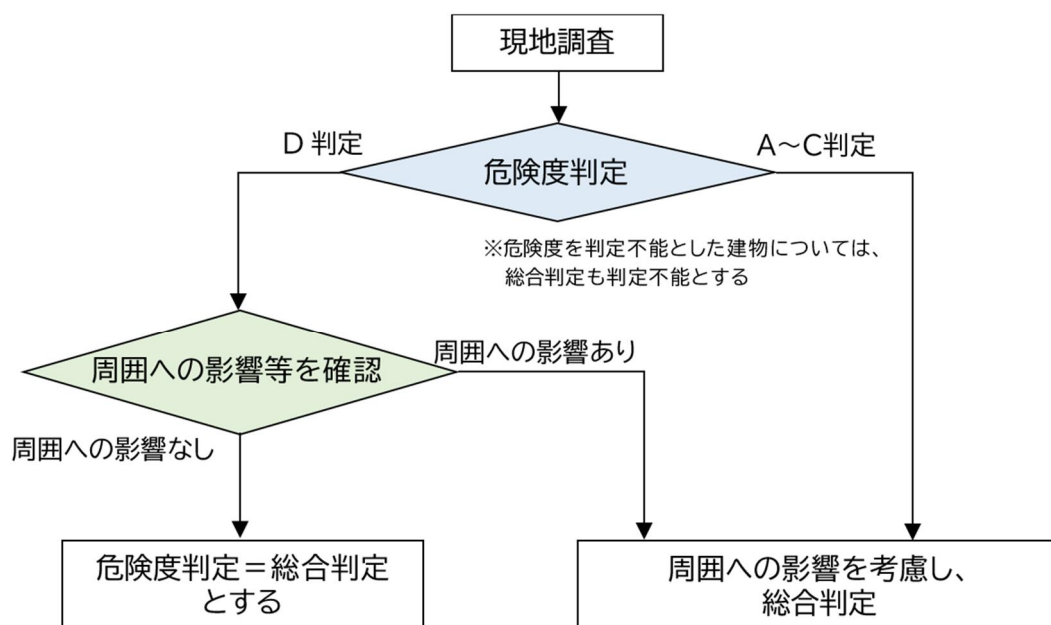 現地調査
D 判定
A～C判定
危険度判定
※危険度を判定不能とした建物については、
総合判定も判定不能とする
周囲への影響等を確認
周囲への影響あり
周囲への影響なし
危険度判定＝総合判定
とする
周囲への影響を考慮し、
総合判定